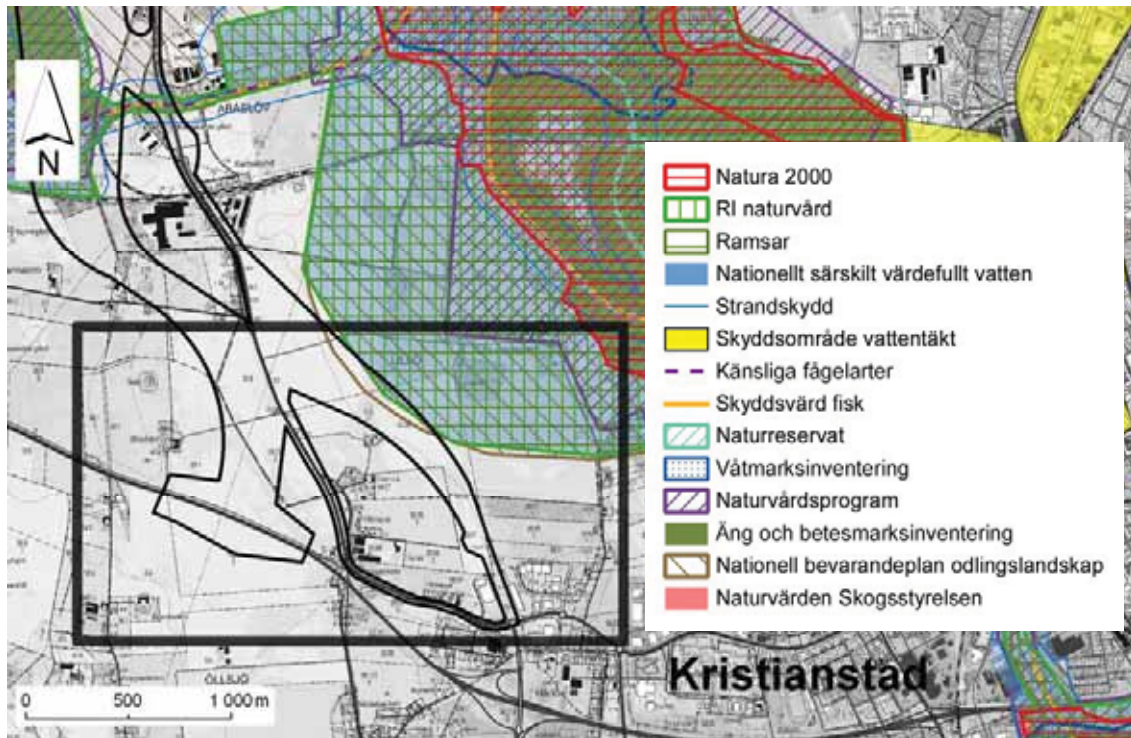 N
Natura 2000
RI naturvård
Ramsar
Nationellt särskilt värdefullt vatten
Strandskydd
Skyddsområde vattentäkt
Känsliga fågelarter
Skyddsvärd fisk
Naturreservat
Våtmarksinventering
Naturvårdsprogram
Äng och betesmarksinventering
Nationell bevarandeplan odlingslandskap
Naturvärden Skogsstyrelsen
Kristianstad
0 500 1 000 m